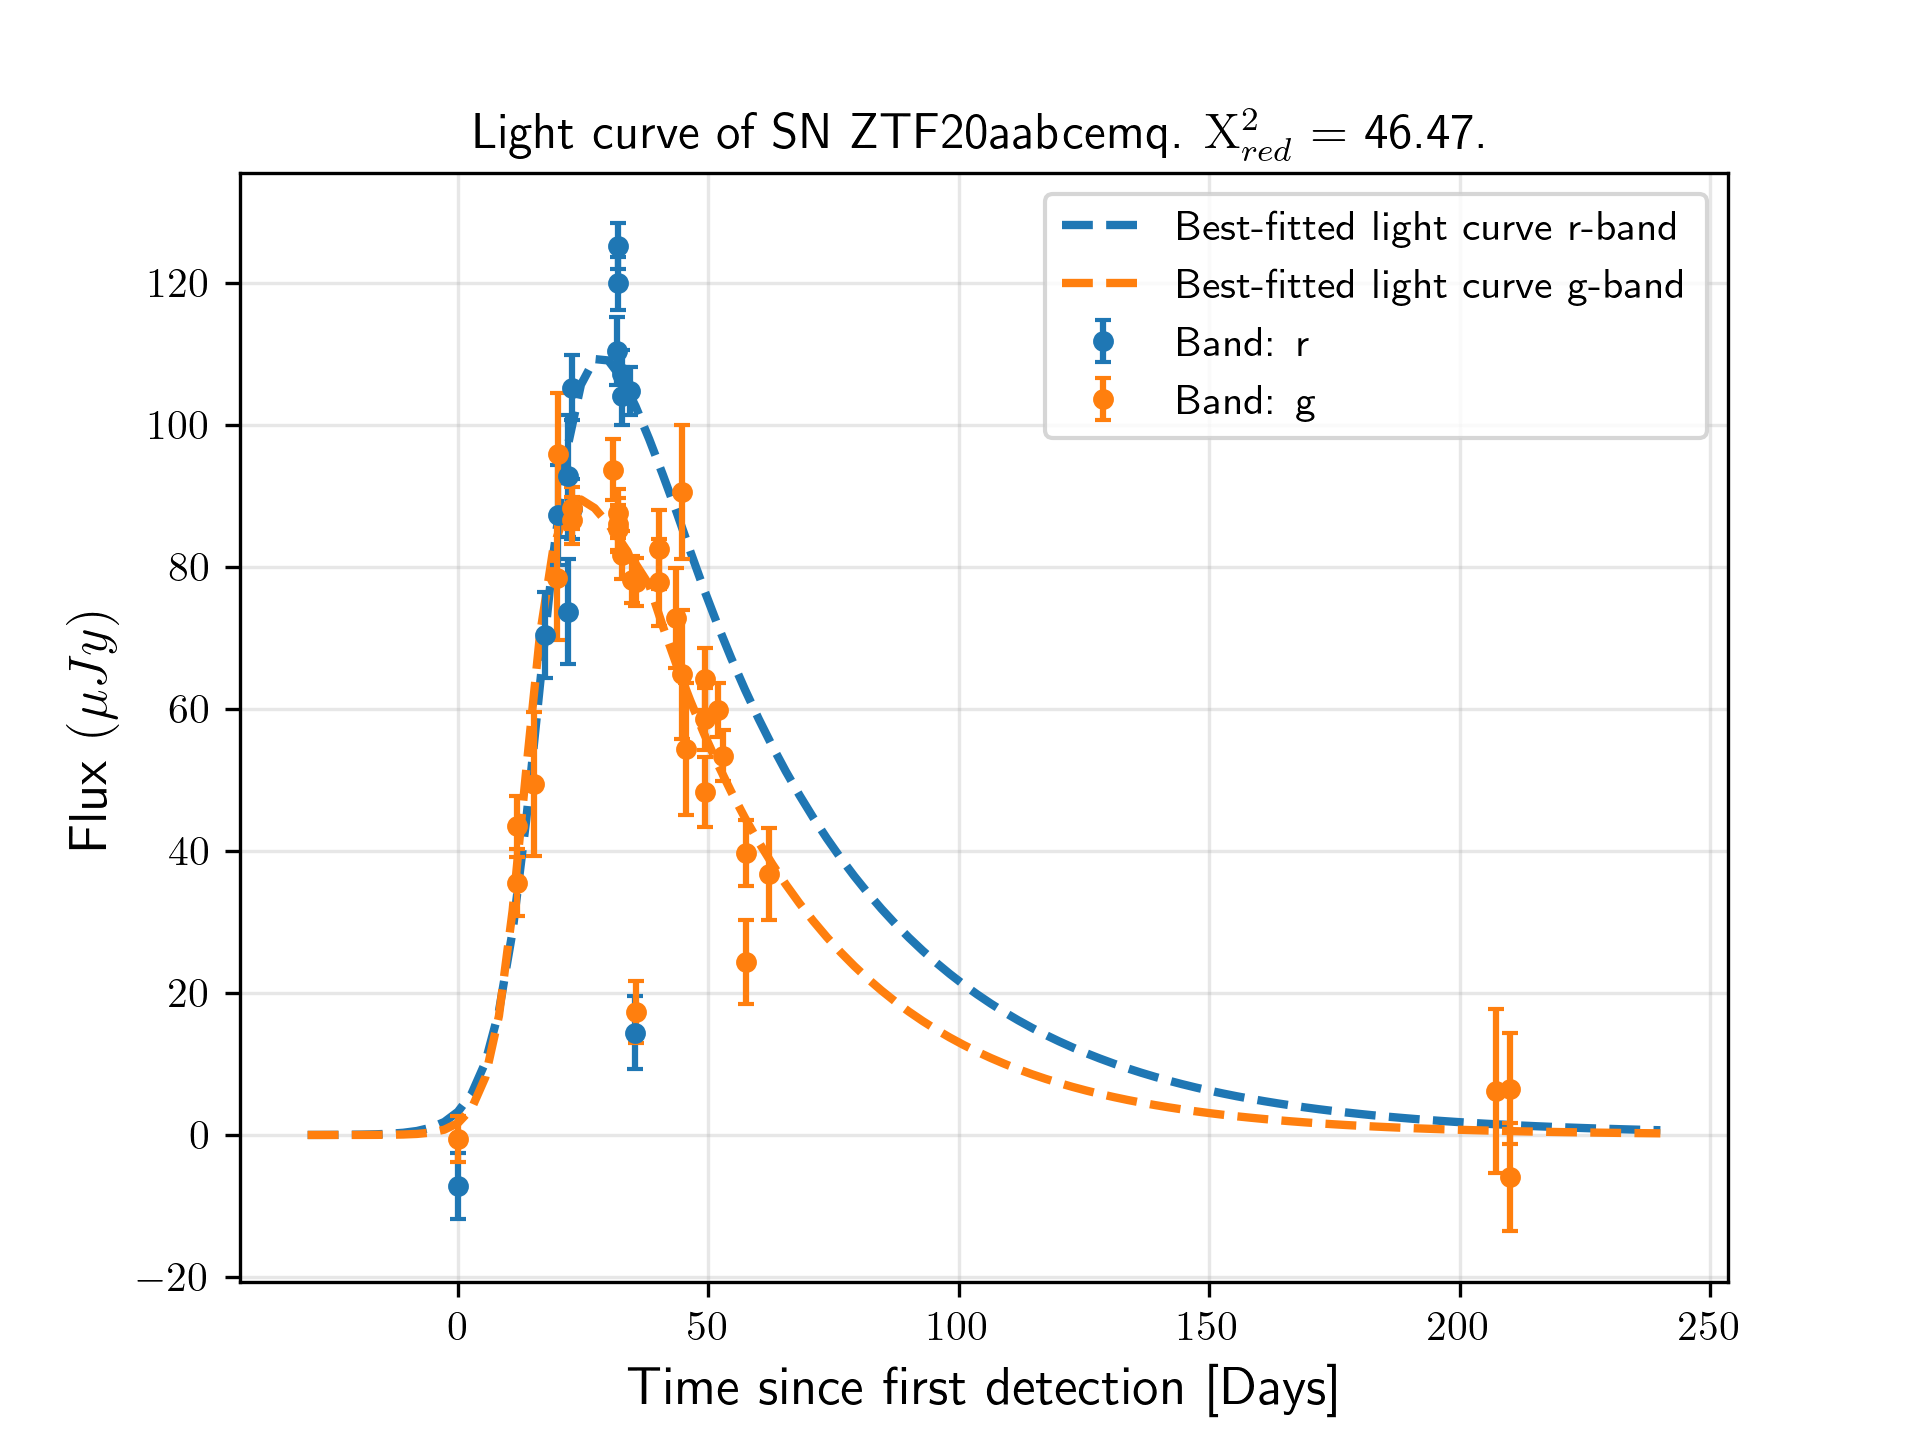 Light curve of SN ZTF20aabcemq. X²_red = 46.47.
Best-fitted light curve r-band
Best-fitted light curve g-band
Band: r
Band: g
120
100
80
60
40
20
0
−20
Flux (μJy)
0 50 100 150 200 250
Time since first detection [Days]